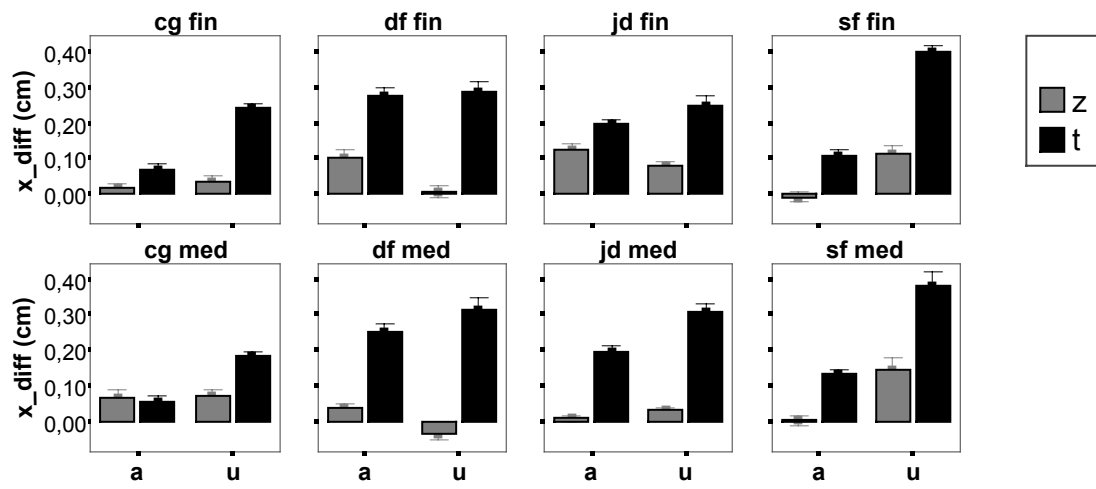 cg fin df fin jd fin sf fin
x_diff (cm)
0,40
0,30
0,20
0,10
0,00
z
t
a u a u a u a u
cg med df med jd med sf med
x_diff (cm)
0,40
0,30
0,20
0,10
0,00
a u a u a u a u